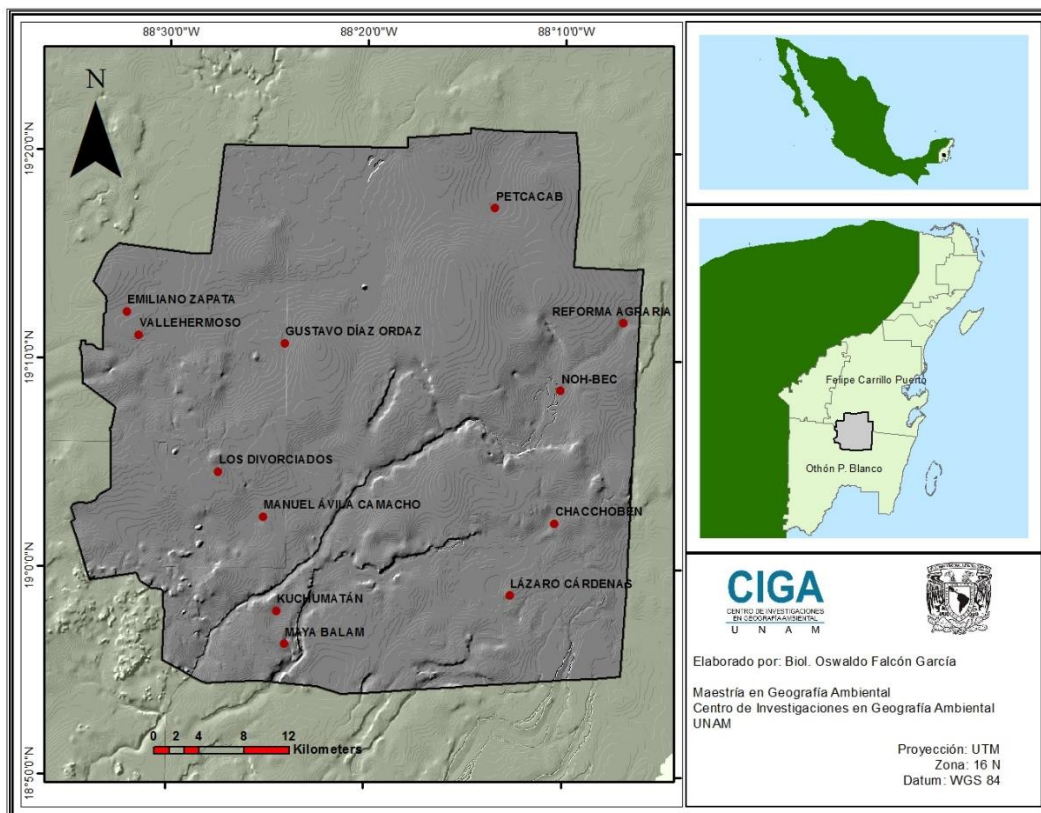 88°30'0"W
88°20'0"W
88°10'0"W
N
19°20'0"N
19°10'0"N
19°0'0"N
18°50'0"N
PETCACAB
EMILIANO ZAPATA
VALLEHERMOSO
GUSTAVO DÍAZ ORDAZ
REFORMA AGRARIA
NOH-BEC
LOS DIVORCIADOS
MANUEL ÁVILA CAMACHO
CHACCHOBEN
LÁZARO CÁRDENAS
KUCHUMATÁN
MAYA BALAM
0 2 4 8 12
Kilometers
Felipe Carrillo Puerto
Othón P. Blanco
CIGA
CENTRO DE INVESTIGACIONES
EN GEOGRAFÍA AMBIENTAL
UNAM
Elaborado por: Biol. Oswaldo Falcón García
Maestría en Geografía Ambiental
Centro de Investigaciones en Geografía Ambiental
UNAM
Proyección: UTM
Zona: 16 N
Datum: WGS 84